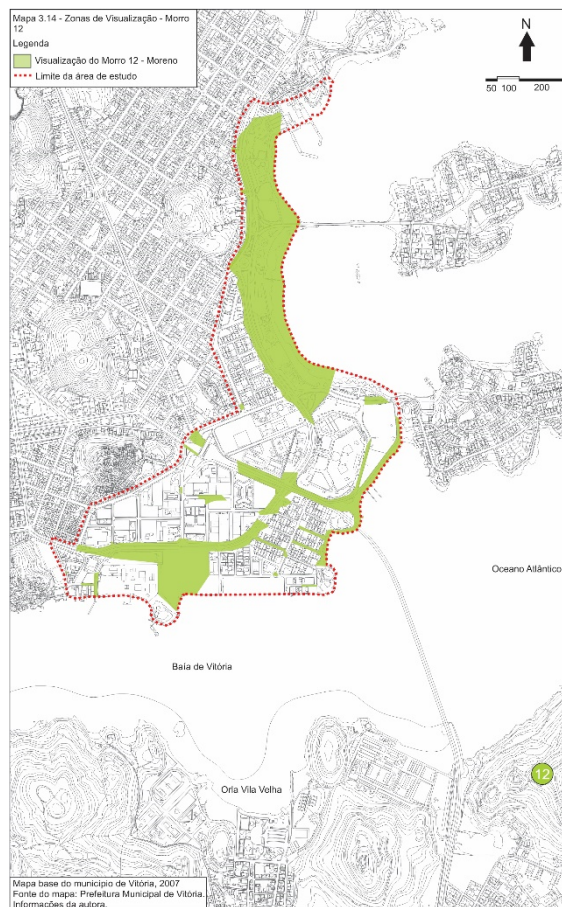 Mapa 3.14 - Zonas de Visualização - Morro
12
Legenda
Visualização do Morro 12 - Moreno
Limite da área de estudo
N
50 100 200
Oceano Atlântico
Baía de Vitória
12
Orla Vila Velha
Mapa base do município de Vitória, 2007
Fonte do mapa: Prefeitura Municipal de Vitória.
Informações da autora.